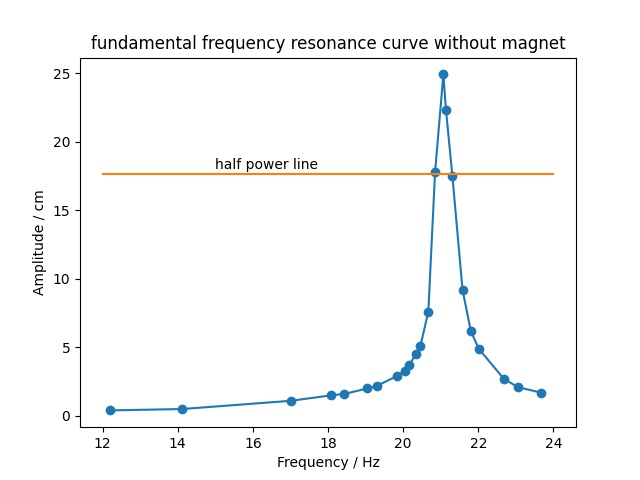 fundamental frequency resonance curve without magnet
25
20
15
10
5
0
Amplitude / cm
half power line
12 14 16 18 20 22 24
Frequency / Hz